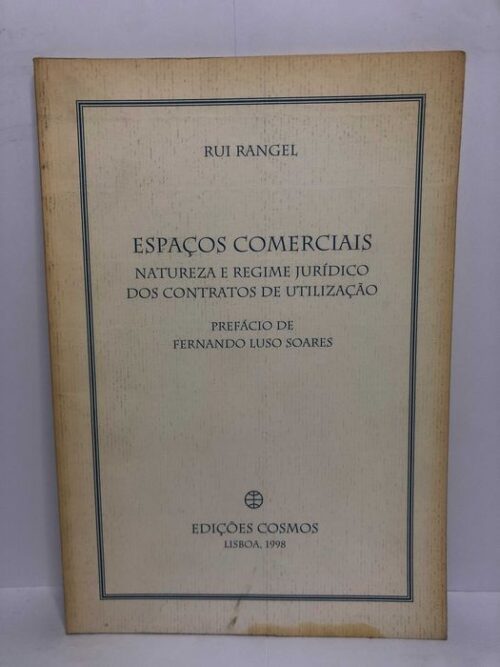 RUI RANGEL
ESPAÇOS COMERCIAIS
NATUREZA E REGIME JURÍDICO
DOS CONTRATOS DE UTILIZAÇÃO
PREFÁCIO DE
FERNANDO LUSO SOARES
EDIÇÕES COSMOS
LISBOA, 1998